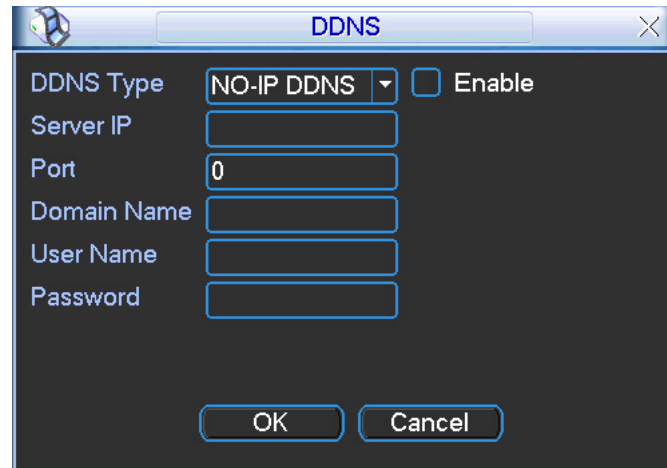 DDNS
DDNS Type NO-IP DDNS Enable
Server IP
Port 0
Domain Name
User Name
Password
OK Cancel